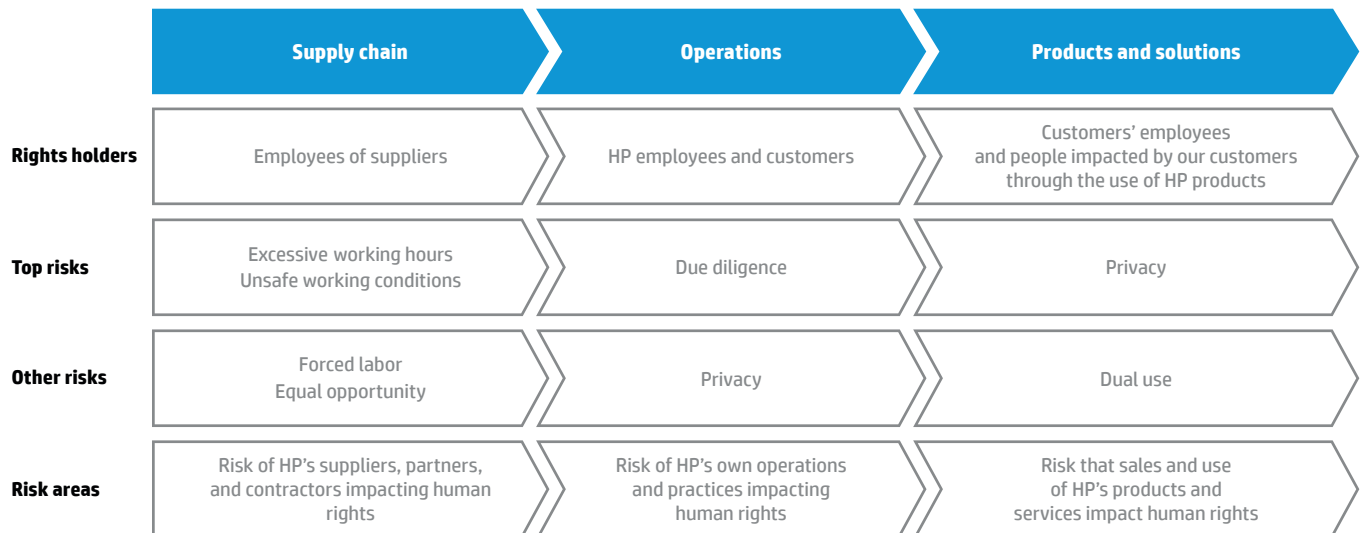 Supply chain
Operations
Products and solutions
Rights holders
Employees of suppliers
HP employees and customers
Customers’ employees
and people impacted by our customers
through the use of HP products
Top risks
Excessive working hours
Unsafe working conditions
Due diligence
Privacy
Other risks
Forced labor
Equal opportunity
Privacy
Dual use
Risk areas
Risk of HP’s suppliers, partners,
and contractors impacting human
rights
Risk of HP’s own operations
and practices impacting
human rights
Risk that sales and use
of HP’s products and
services impact human rights